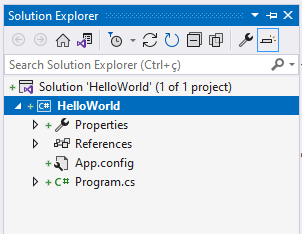 Solution Explorer
Search Solution Explorer (Ctrl+ç)
Solution 'HelloWorld' (1 of 1 project)
C# HelloWorld
Properties
References
App.config
C# Program.cs